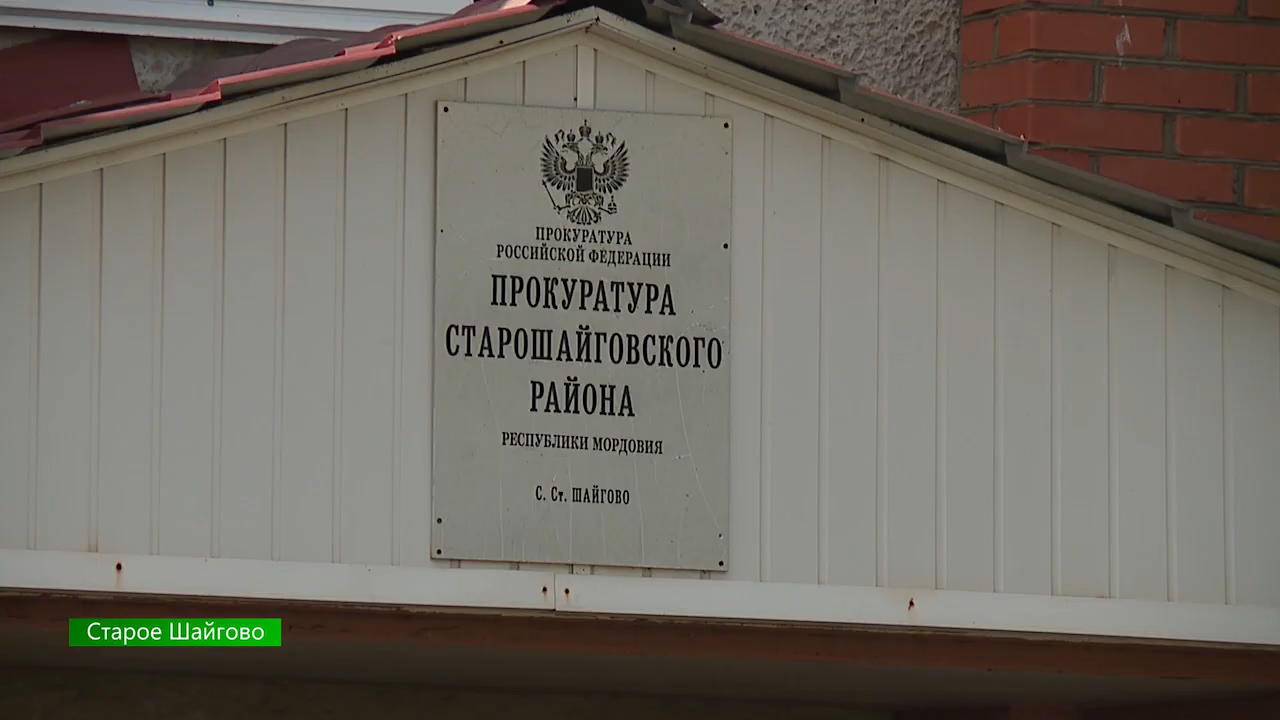 ПРОКУРАТУРА
РОССИЙСКОЙ ФЕДЕРАЦИИ
ПРОКУРАТУРА
СТАРОШАЙГОВСКОГО
РАЙОНА
РЕСПУБЛИКИ МОРДОВИЯ
С. Ст. ШАЙГОВО
Старое Шайгово